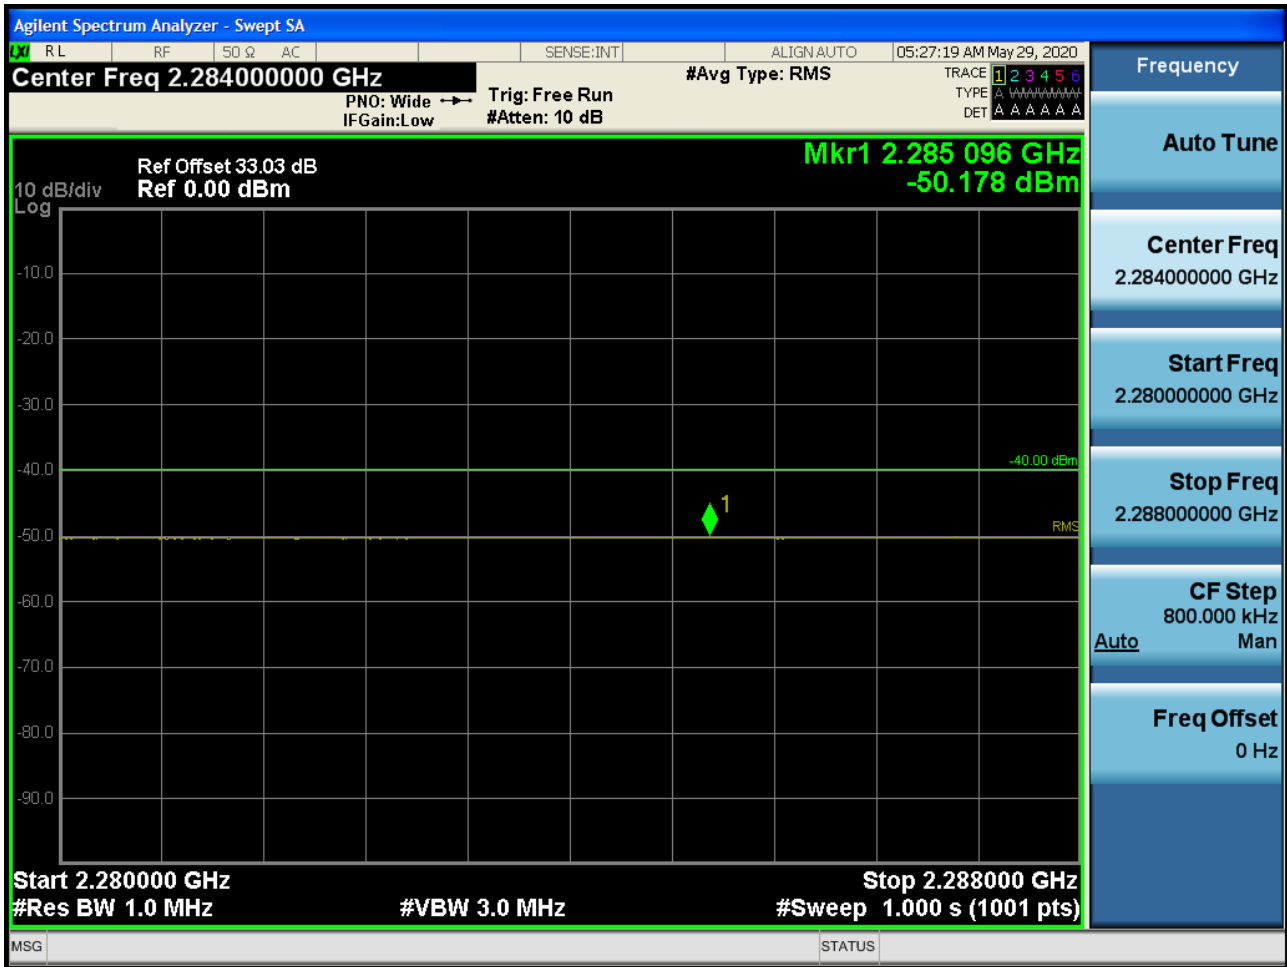 Agilent Spectrum Analyzer - Swept SA
LXI RL RF 50 Ω AC SENSE:INT ALIGN AUTO 05:27:19 AM May 29, 2020
Center Freq 2.284000000 GHz
#Avg Type: RMS
TRACE 1 2 3 4 5 6
PNO: Wide
Trig: Free Run
TYPE A WWWWW
IFGain:Low
#Atten: 10 dB
DET A A A A A A
Mkr1 2.285 096 GHz
-50.178 dBm
Ref Offset 33.03 dB
10 dB/div Ref 0.00 dBm
Log
-10.0
-20.0
-30.0
-40.0
-40.00 dBm
1
RMS
-50.0
-60.0
-70.0
-80.0
-90.0
Start 2.280000 GHz
Stop 2.288000 GHz
#Res BW 1.0 MHz
#VBW 3.0 MHz
#Sweep 1.000 s (1001 pts)
MSG
STATUS
Frequency
Auto Tune
Center Freq
2.284000000 GHz
Start Freq
2.280000000 GHz
Stop Freq
2.288000000 GHz
CF Step
800.000 kHz
Auto Man
Freq Offset
0 Hz